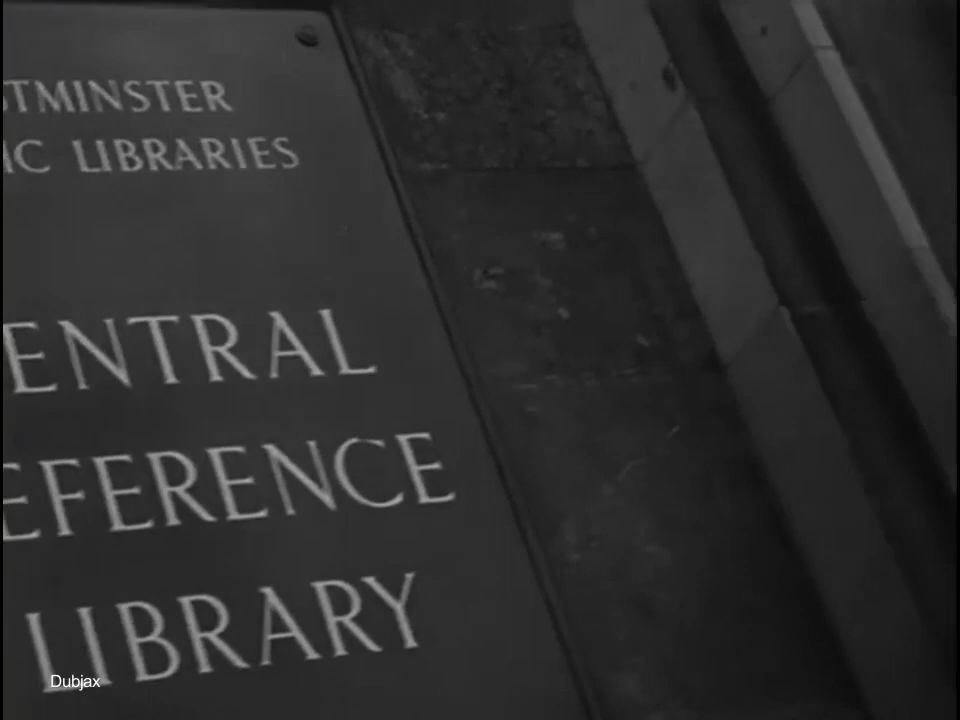 STMINSTER
IC LIBRARIES
ENTRAL
EFERENCE
LIBRARY
Dubjax